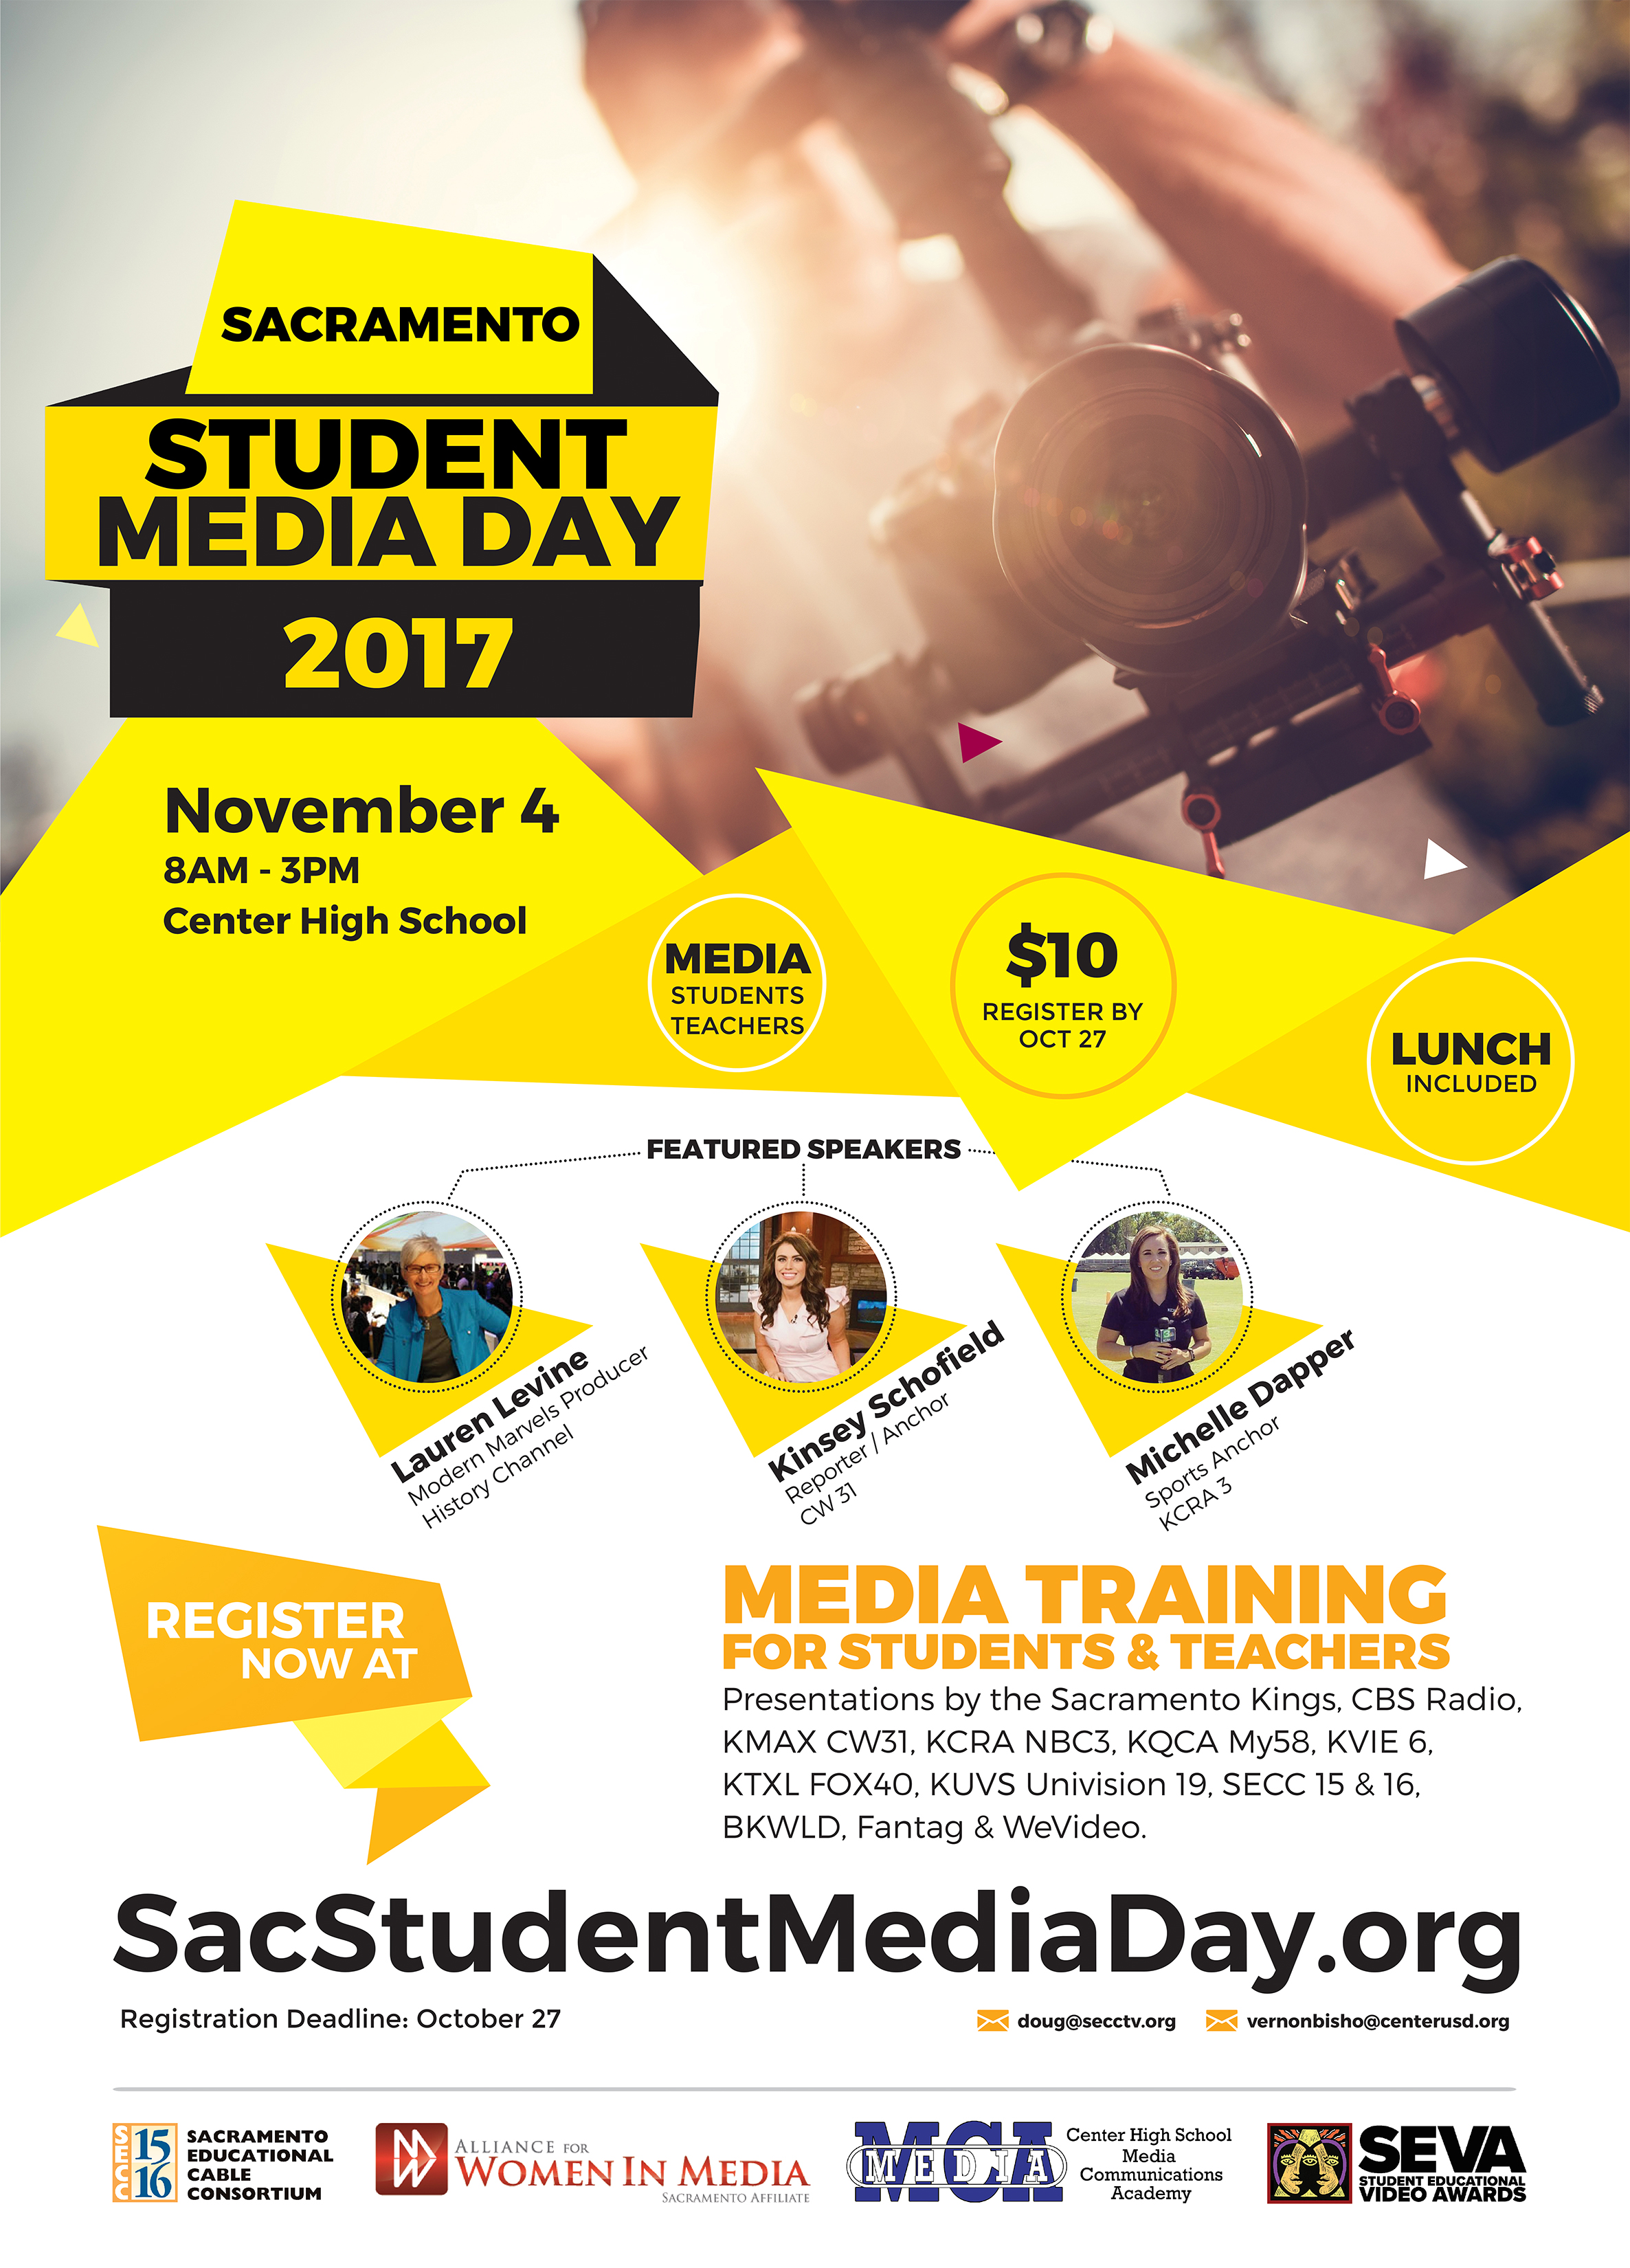 SACRAMENTO
STUDENT
MEDIA DAY
2017
November 4
8AM - 3PM
Center High School
MEDIA
STUDENTS
TEACHERS
$10
REGISTER BY
OCT 27
LUNCH
INCLUDED
FEATURED SPEAKERS
Lauren Levine
Modern Marvels Producer
History Channel
Kinsey Schofield
Reporter / Anchor
CW 31
Michelle Dapper
Sports Anchor
KCRA 3
REGISTER
NOW AT
MEDIA TRAINING
FOR STUDENTS & TEACHERS
Presentations by the Sacramento Kings, CBS Radio,
KMAX CW31, KCRA NBC3, KQCA My58, KVIE 6,
KTXL FOX40, KUVS Univision 19, SECC 15 & 16,
BKWLD, Fantag & WeVideo.
SacStudentMediaDay.org
Registration Deadline: October 27
doug@secctv.org
vernonbisho@centerusd.org
SECC
15
16
SACRAMENTO
EDUCATIONAL
CABLE
CONSORTIUM
ALLIANCE FOR
WOMEN IN MEDIA
SACRAMENTO AFFILIATE
MCA
MEDIA
Center High School
Media
Communications
Academy
SEVA
STUDENT EDUCATIONAL
VIDEO AWARDS